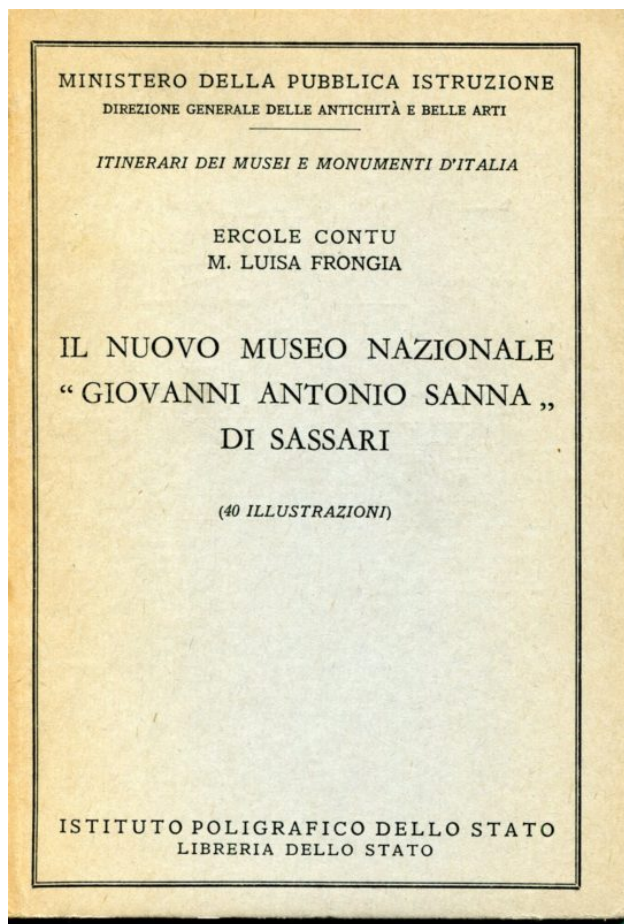 MINISTERO DELLA PUBBLICA ISTRUZIONE
DIREZIONE GENERALE DELLE ANTICHITÀ E BELLE ARTI
ITINERARI DEI MUSEI E MONUMENTI D'ITALIA
ERCOLE CONTU
M. LUISA FRONGIA
IL NUOVO MUSEO NAZIONALE
“ GIOVANNI ANTONIO SANNA „
DI SASSARI
(40 ILLUSTRAZIONI)
ISTITUTO POLIGRAFICO DELLO STATO
LIBRERIA DELLO STATO